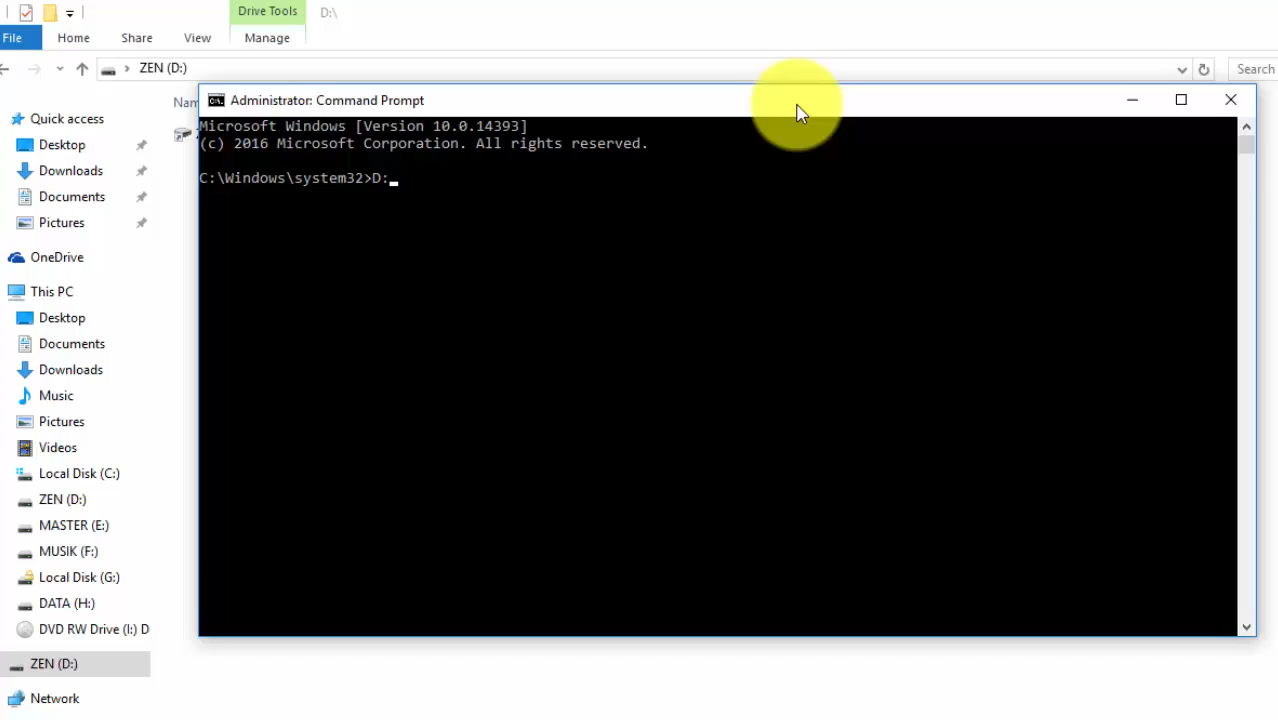 Drive Tools
D:\
File
Home
Share
View
Manage
ZEN (D:)
Search
Quick access
Desktop
Downloads
Documents
Pictures
OneDrive
This PC
Desktop
Documents
Downloads
Music
Pictures
Videos
Local Disk (C:)
ZEN (D:)
MASTER (E:)
MUSIK (F:)
Local Disk (G:)
DATA (H:)
DVD RW Drive (I:) D
ZEN (D:)
Network
Nam
Administrator: Command Prompt
Microsoft Windows [Version 10.0.14393]
(c) 2016 Microsoft Corporation. All rights reserved.
C:\Windows\system32>D: